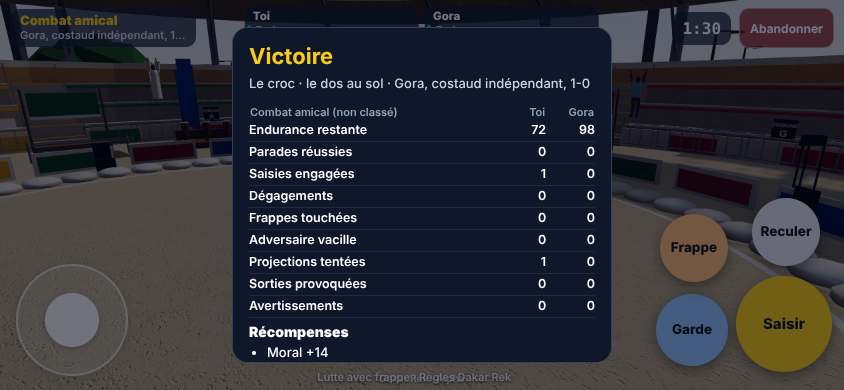 Combat amical
Gora, costaud indépendant, 1...
Toi
Gora
1:30
Abandonner
Victoire
Le croc · le dos au sol · Gora, costaud indépendant, 1-0
Combat amical (non classé) Toi Gora
Endurance restante 72 98
Parades réussies 0 0
Saisies engagées 1 0
Dégagements 0 0
Frappes touchées 0 0
Adversaire vacille 0 0
Projections tentées 1 0
Sorties provoquées 0 0
Avertissements 0 0
Récompenses
• Moral +14
Reculer
Frappe
Garde
Saisir
Lutte avec frappe Règles Dakar Rek